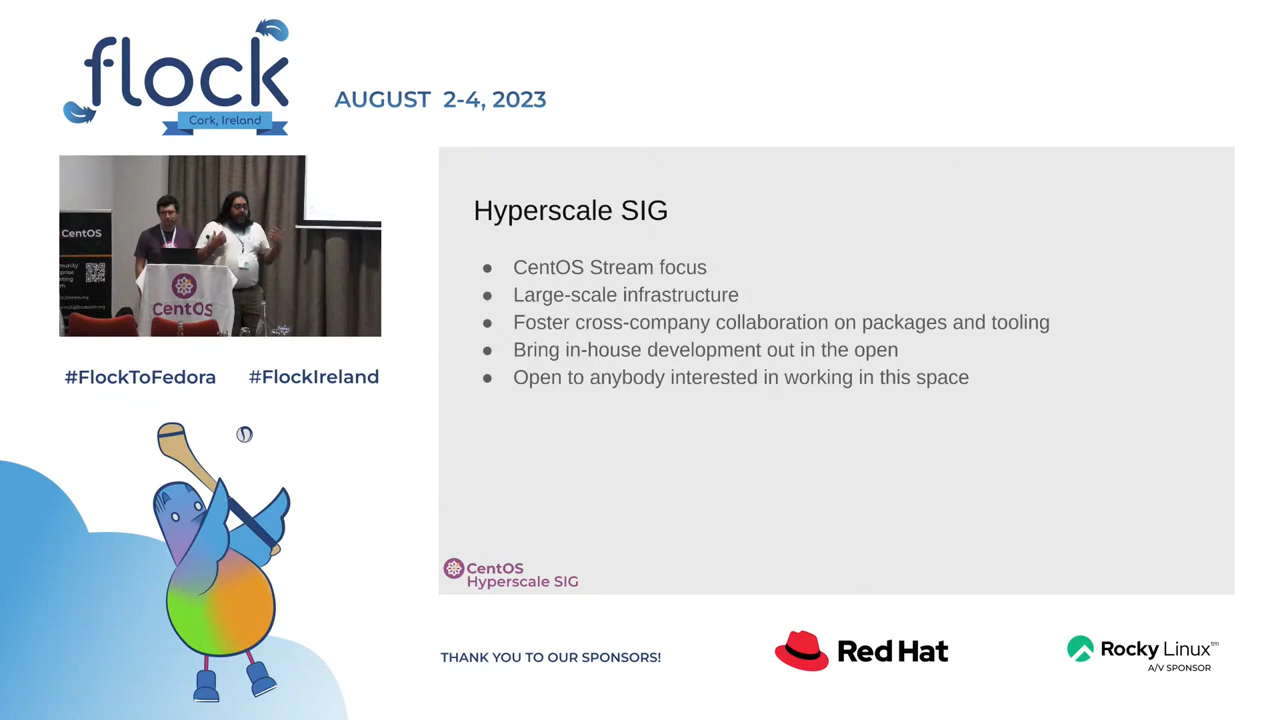 flock
Cork, Ireland
AUGUST 2-4, 2023
CentOS
CentOS
#FlockToFedora #FlockIreland
Hyperscale SIG
● CentOS Stream focus
● Large-scale infrastructure
● Foster cross-company collaboration on packages and tooling
● Bring in-house development out in the open
● Open to anybody interested in working in this space
CentOS
Hyperscale SIG
THANK YOU TO OUR SPONSORS!
Red Hat
Rocky Linux™
A/V SPONSOR